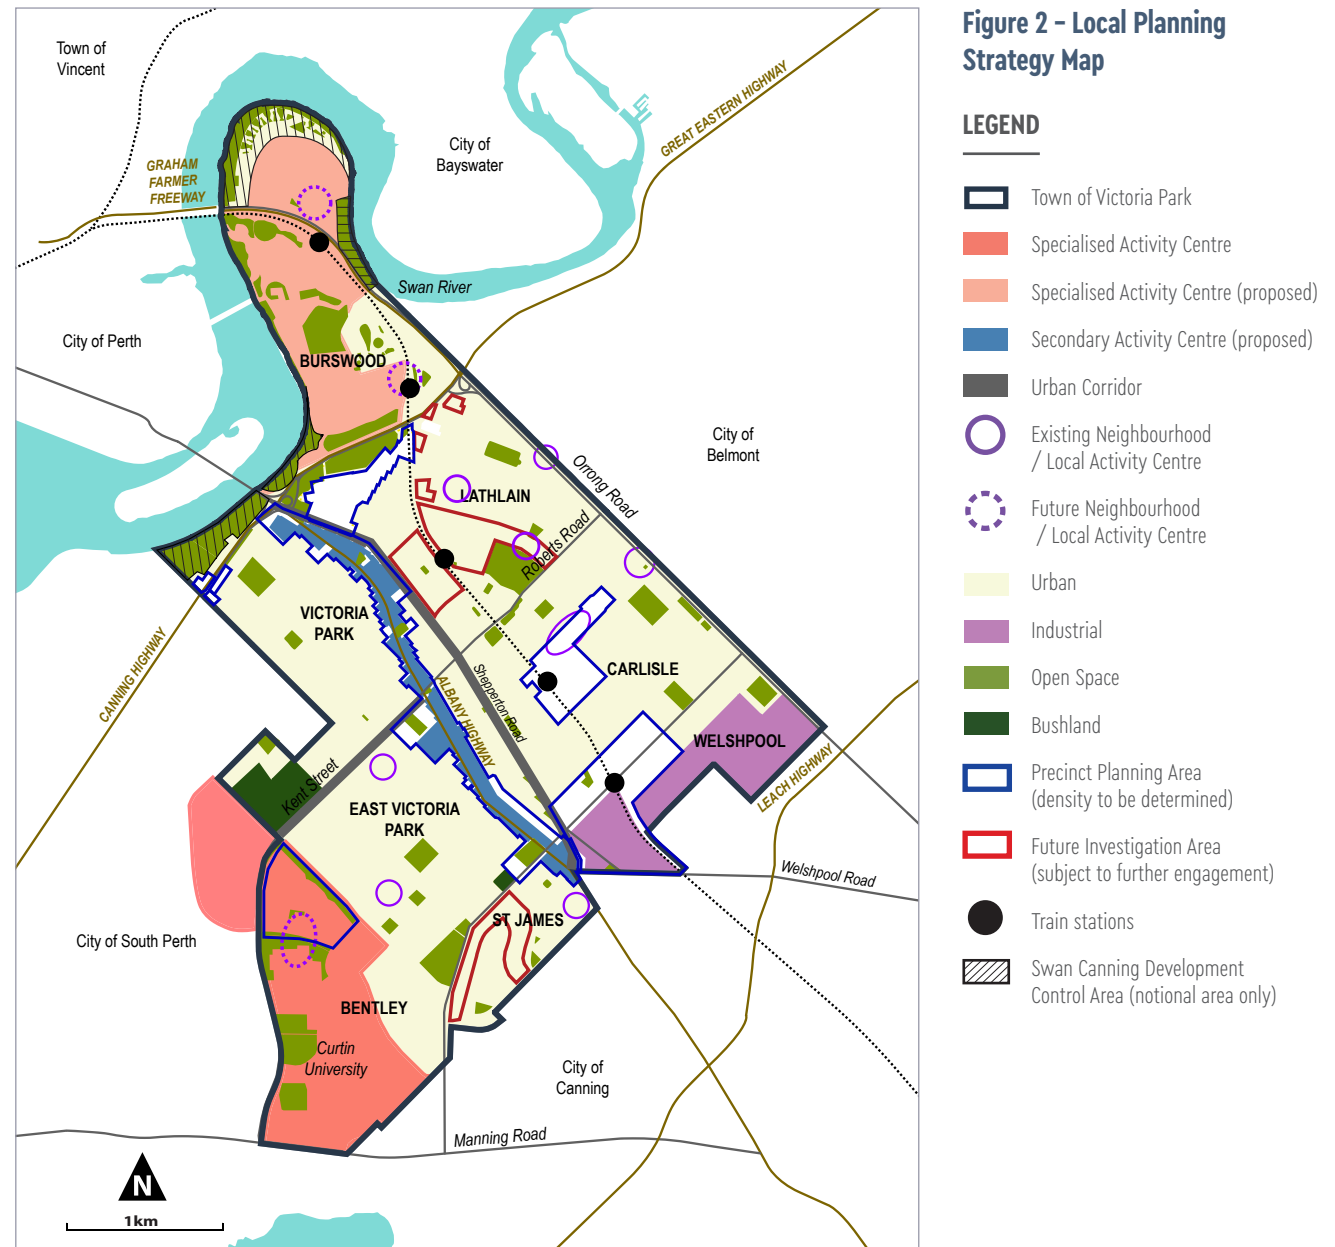 Figure 2 – Local Planning
Strategy Map
LEGEND
Town of Victoria Park
Specialised Activity Centre
Specialised Activity Centre (proposed)
Secondary Activity Centre (proposed)
Urban Corridor
Existing Neighbourhood
/ Local Activity Centre
Future Neighbourhood
/ Local Activity Centre
Urban
Industrial
Open Space
Bushland
Precinct Planning Area
(density to be determined)
Future Investigation Area
(subject to further engagement)
Train stations
Swan Canning Development
Control Area (notional area only)
Town of
Vincent
City of
Bayswater
GREAT EASTERN HIGHWAY
GRAHAM
FARMER
FREEWAY
Swan River
City of Perth
BURSWOOD
City of
Belmont
Orrong Road
LATHLAIN
Roberts Road
VICTORIA
PARK
CARLISLE
CANNING HIGHWAY
ALBANY HIGHWAY
Shepperton Road
WELSHPOOL
LEACH HIGHWAY
Kent Street
EAST VICTORIA
PARK
Welshpool Road
ST JAMES
City of South Perth
BENTLEY
Curtin
University
City of
Canning
Manning Road
N
1km